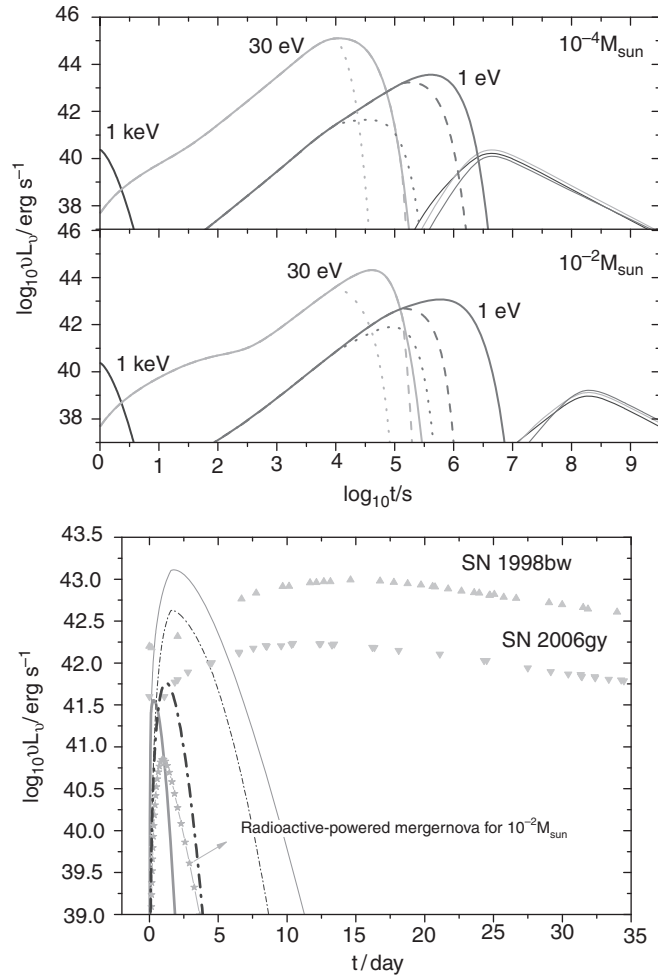 46
10⁻⁴M_sun
30 eV
44
1 eV
42
1 keV
40
38
46
10⁻²M_sun
30 eV
44
1 eV
42
1 keV
40
38
log₁₀νL_υ/erg s⁻¹
0 1 2 3 4 5 6 7 8 9
log₁₀t/s
43.5
SN 1998bw
43.0
42.5
SN 2006gy
42.0
41.5
41.0
40.5
Radioactive-powered mergernova for 10⁻²M_sun
40.0
39.5
39.0
log₁₀υL_υ/erg s⁻¹
0 5 10 15 20 25 30 35
t/day